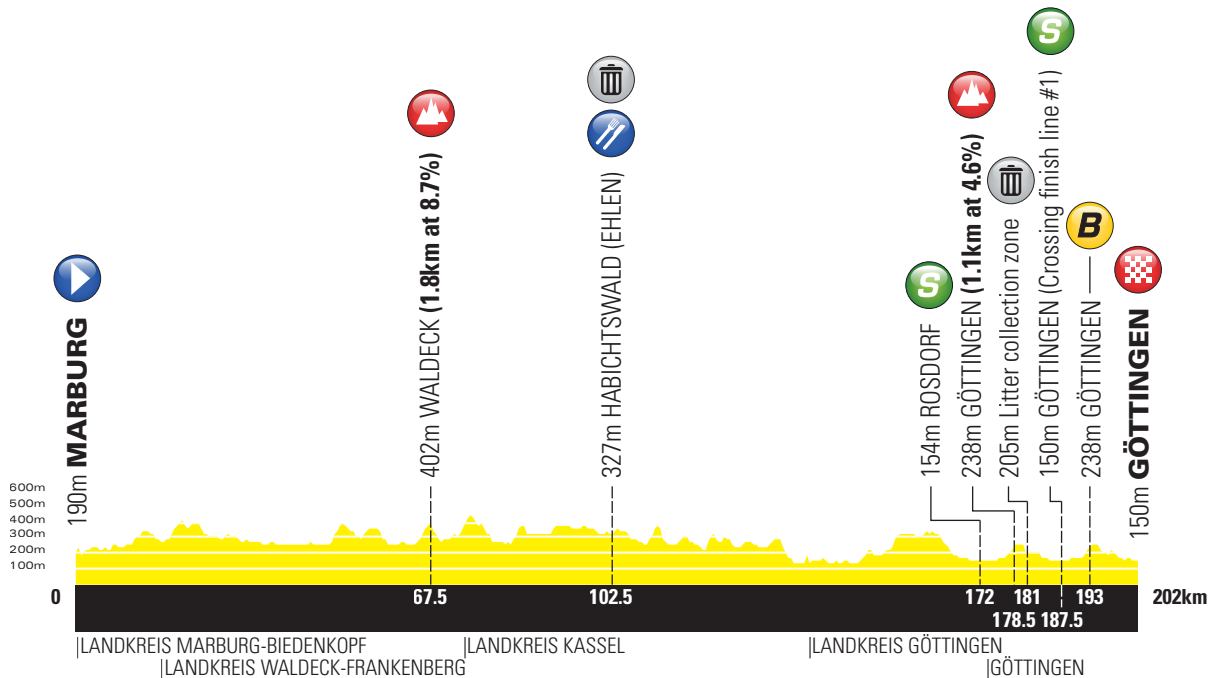 S
S
B
190m MARBURG
402m WALDECK (1.8km at 8.7%)
327m HABICHTSWALD (EHLEN)
154m ROSDORF
238m GÖTTINGEN (1.1km at 4.6%)
205m Litter collection zone
150m GÖTTINGEN (Crossing finish line #1)
238m GÖTTINGEN
150m GÖTTINGEN
600m
500m
400m
300m
200m
100m
0 67.5 102.5 172 181 193 202km
178.5 187.5
|LANDKREIS MARBURG-BIEDENKOPF |LANDKREIS KASSEL |LANDKREIS GÖTTINGEN
|LANDKREIS WALDECK-FRANKENBERG |GÖTTINGEN